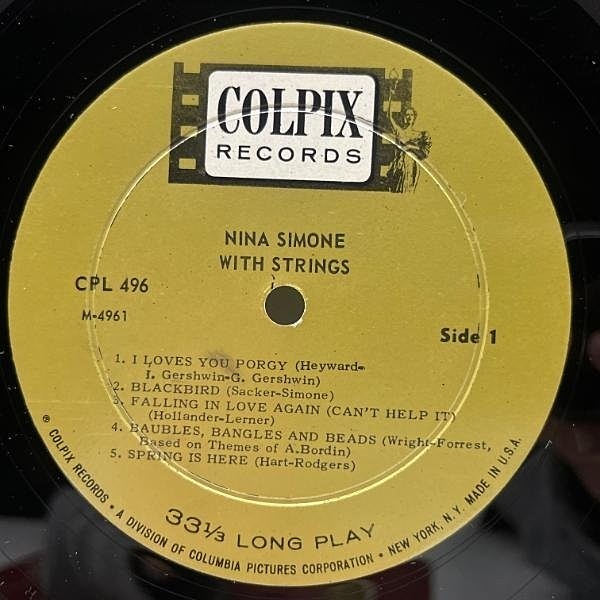 COLPIX
RECORDS
NINA SIMONE
WITH STRINGS
CPL 496
M-4961
Side 1
1. I LOVES YOU PORGY (Heyward-
I. Gershwin-G. Gershwin)
2. BLACKBIRD (Sacker-Simone)
3. FALLING IN LOVE AGAIN (CAN'T HELP IT)
(Hollander-Lerner)
4. BAUBLES, BANGLES AND BEADS (Wright-Forrest,
Based on Themes of A.Bordin)
5. SPRING IS HERE (Hart-Rodgers)
33⅓ LONG PLAY
℗ COLPIX RECORDS • A DIVISION OF COLUMBIA PICTURES CORPORATION • NEW YORK, N.Y. MADE IN U.S.A.